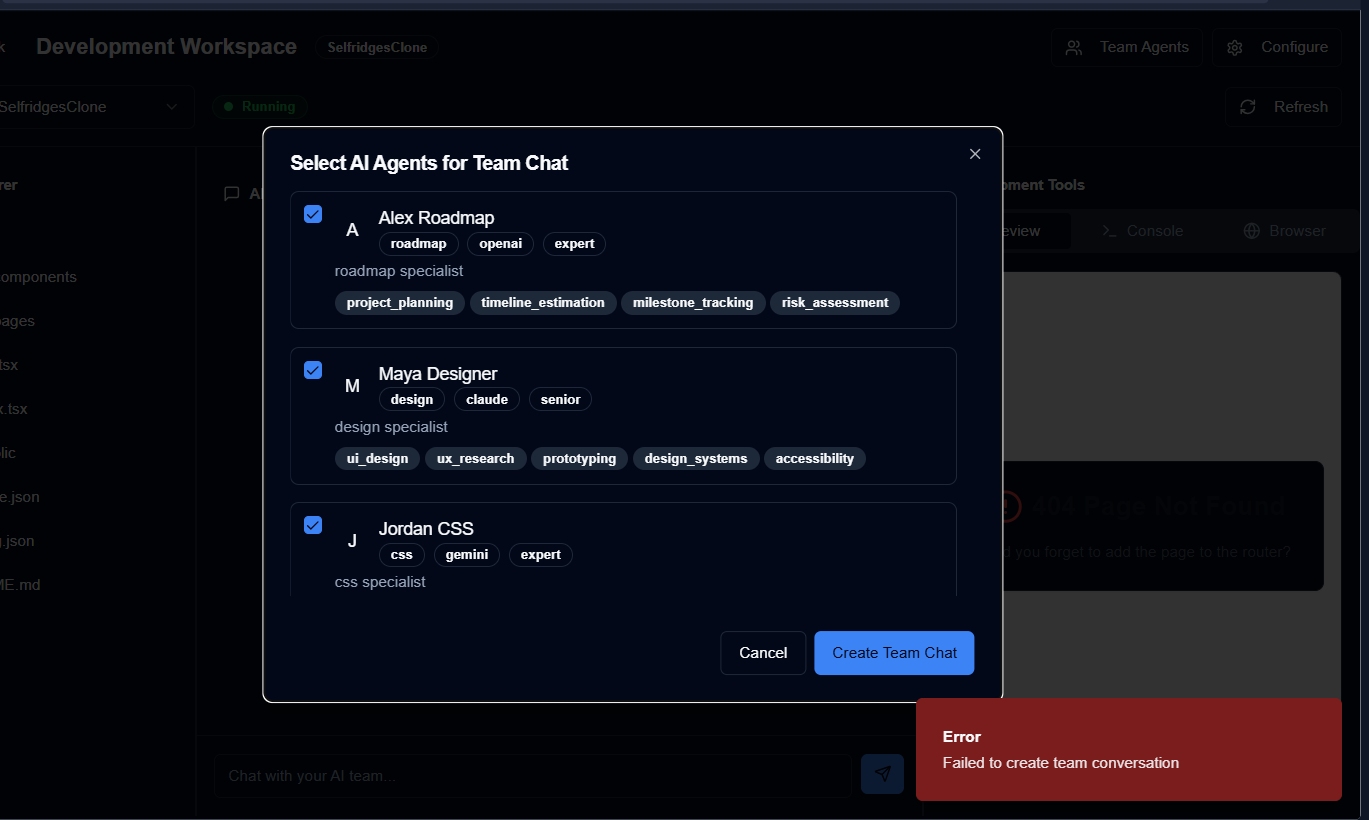 Development Workspace
SelfridgesClone
Team Agents
Configure
SelfridgesClone
Running
Refresh
Select AI Agents for Team Chat
A
Alex Roadmap
roadmap
openai
expert
roadmap specialist
project_planning
timeline_estimation
milestone_tracking
risk_assessment
M
Maya Designer
design
claude
senior
design specialist
ui_design
ux_research
prototyping
design_systems
accessibility
J
Jordan CSS
css
gemini
expert
css specialist
Cancel
Create Team Chat
rer
omponents
ages
tsx
x.tsx
lic
e.json
.json
ME.md
A
pment Tools
eview
Console
Browser
404 Page Not Found
d you forget to add the page to the router?
Chat with your AI team...
Error
Failed to create team conversation